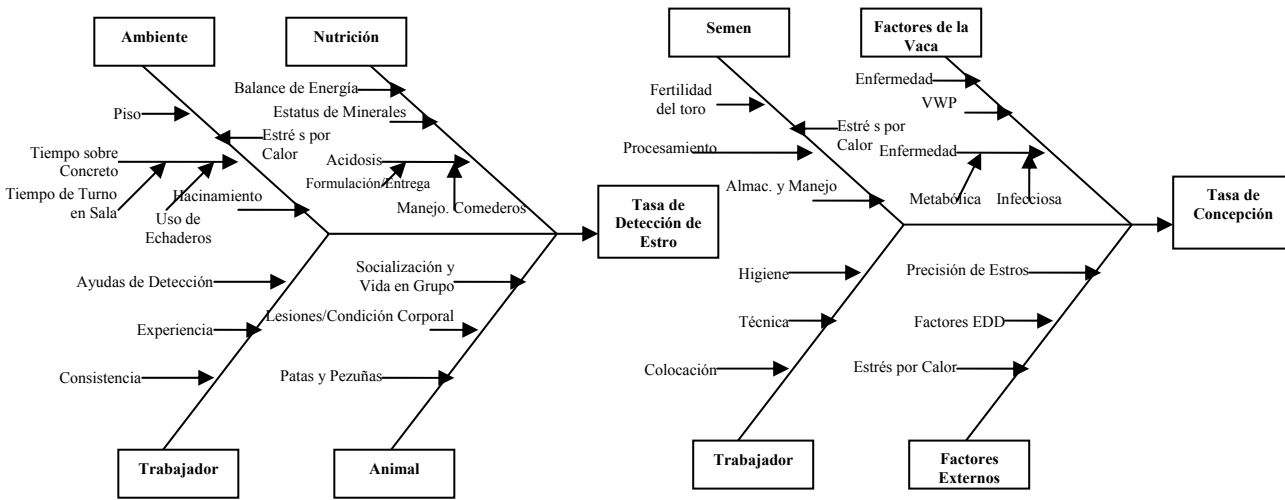 Ambiente
Nutrición
Balance de Energía
Estatus de Minerales
Piso
Estré s por
Calor
Tiempo sobre
Concreto
Acidosis
Formulación/Entrega
Tiempo de Turno
en Sala
Hacinamiento
Uso de
Echaderos
Manejo. Comederos
Tasa de
Detección de
Estro
Ayudas de Detección
Socialización y
Vida en Grupo
Experiencia
Lesiones/Condición Corporal
Consistencia
Patas y Pezuñas
Trabajador
Animal
Semen
Factores de la
Vaca
Fertilidad
del toro
Enfermedad
VWP
Estré s por
Calor
Procesamiento
Enfermedad
Almac. y Manejo
Metabólica
Infecciosa
Tasa de
Concepción
Higiene
Precisión de Estros
Técnica
Factores EDD
Colocación
Estrés por Calor
Trabajador
Factores
Externos